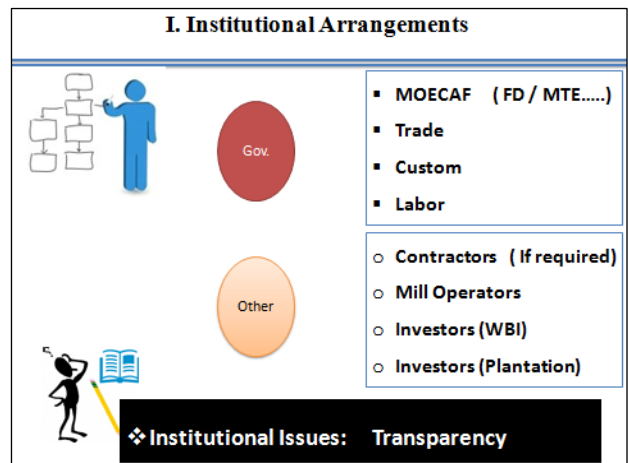 I. Institutional Arrangements
Gov.
▪ MOECAF ( FD / MTE.....)
▪ Trade
▪ Custom
▪ Labor
Other
o Contractors ( If required)
o Mill Operators
o Investors (WBI)
o Investors (Plantation)
❖ Institutional Issues: Transparency